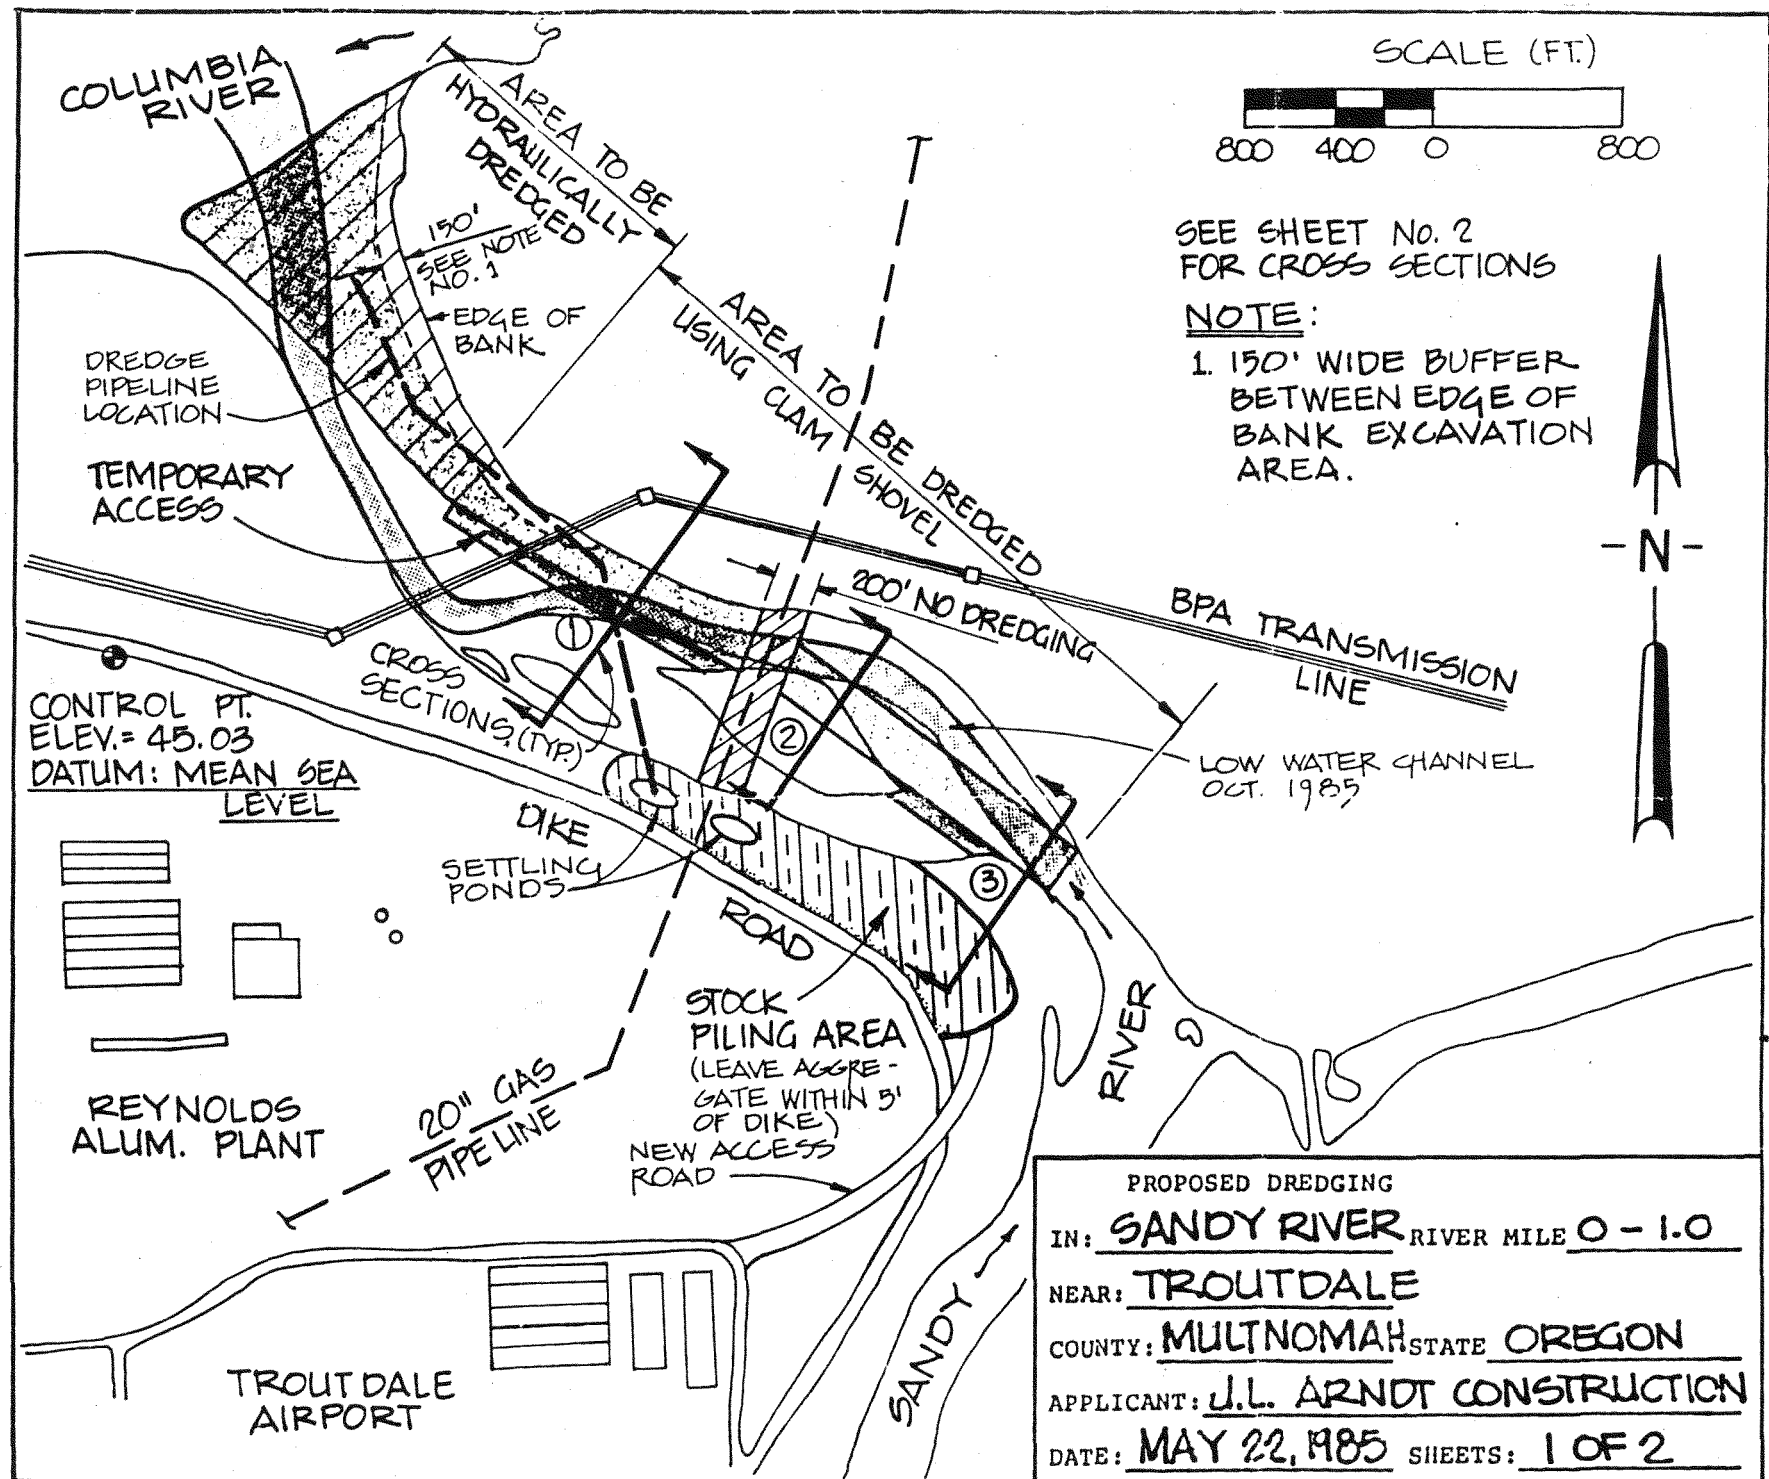 COLUMBIA
RIVER
AREA TO BE
HYDRAULICALLY
DREDGED
SCALE (FT.)
800 400 0 800
150'
SEE NOTE
NO. 1
EDGE OF
BANK
SEE SHEET No. 2
FOR CROSS SECTIONS
NOTE:
1. 150' WIDE BUFFER
BETWEEN EDGE OF
BANK EXCAVATION
AREA.
AREA TO BE DREDGED
USING CLAM SHOVEL
DREDGE
PIPELINE
LOCATION
TEMPORARY
ACCESS
N
200' NO DREDGING
BPA TRANSMISSION
LINE
1
CROSS
SECTIONS (TYP.)
2
CONTROL PT.
ELEV. = 45.03
DATUM: MEAN SEA
LEVEL
LOW WATER CHANNEL
OCT. 1985
DIKE
ROAD
SETTLING
PONDS
3
STOCK
PILING AREA
(LEAVE AGGRE-
GATE WITHIN 5'
OF DIKE)
NEW ACCESS
ROAD
REYNOLDS
ALUM. PLANT
20" GAS
PIPELINE
SANDY RIVER
TROUTDALE
AIRPORT
PROPOSED DREDGING
IN: SANDY RIVER RIVER MILE 0 - 1.0
NEAR: TROUTDALE
COUNTY: MULTNOMAH STATE OREGON
APPLICANT: J.L. ARNDT CONSTRUCTION
DATE: MAY 22, 1985 SHEETS: 1 OF 2